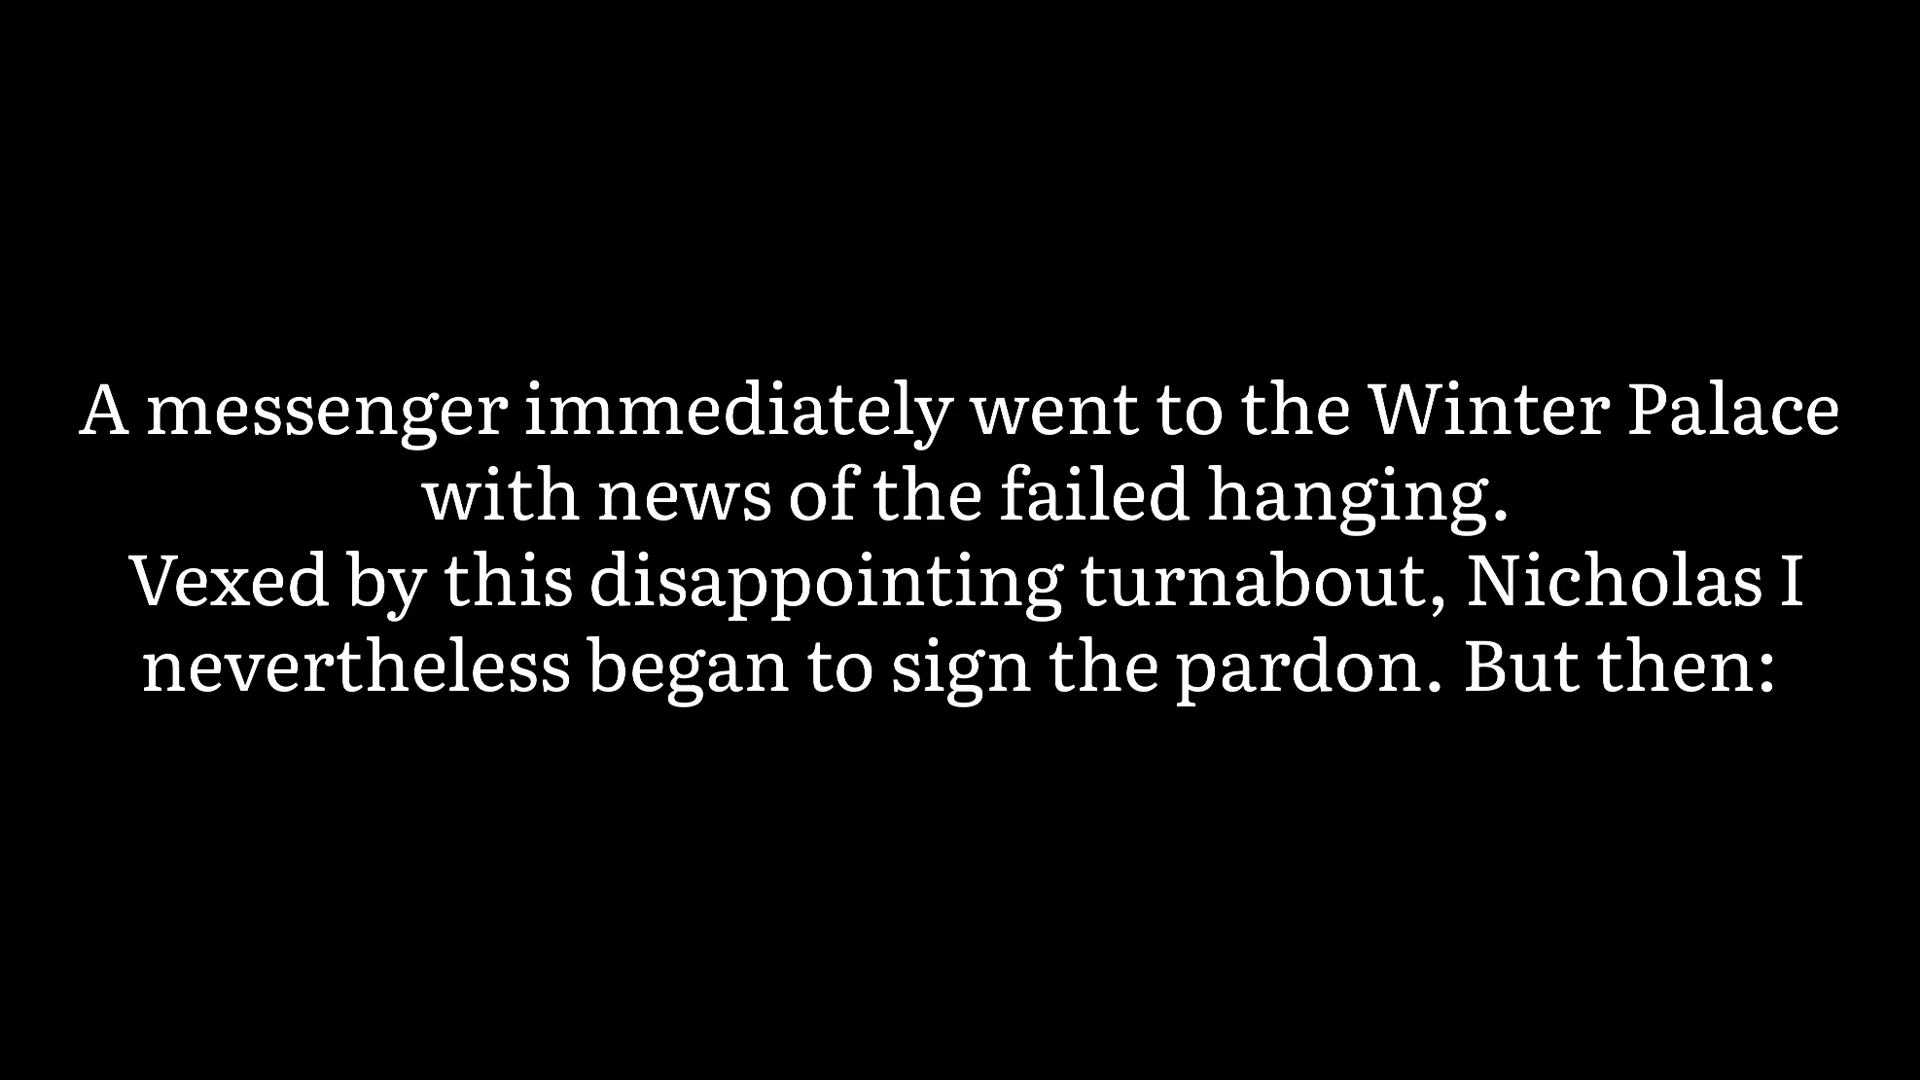 A messenger immediately went to the Winter Palace
with news of the failed hanging.
Vexed by this disappointing turnabout, Nicholas I
nevertheless began to sign the pardon. But then: